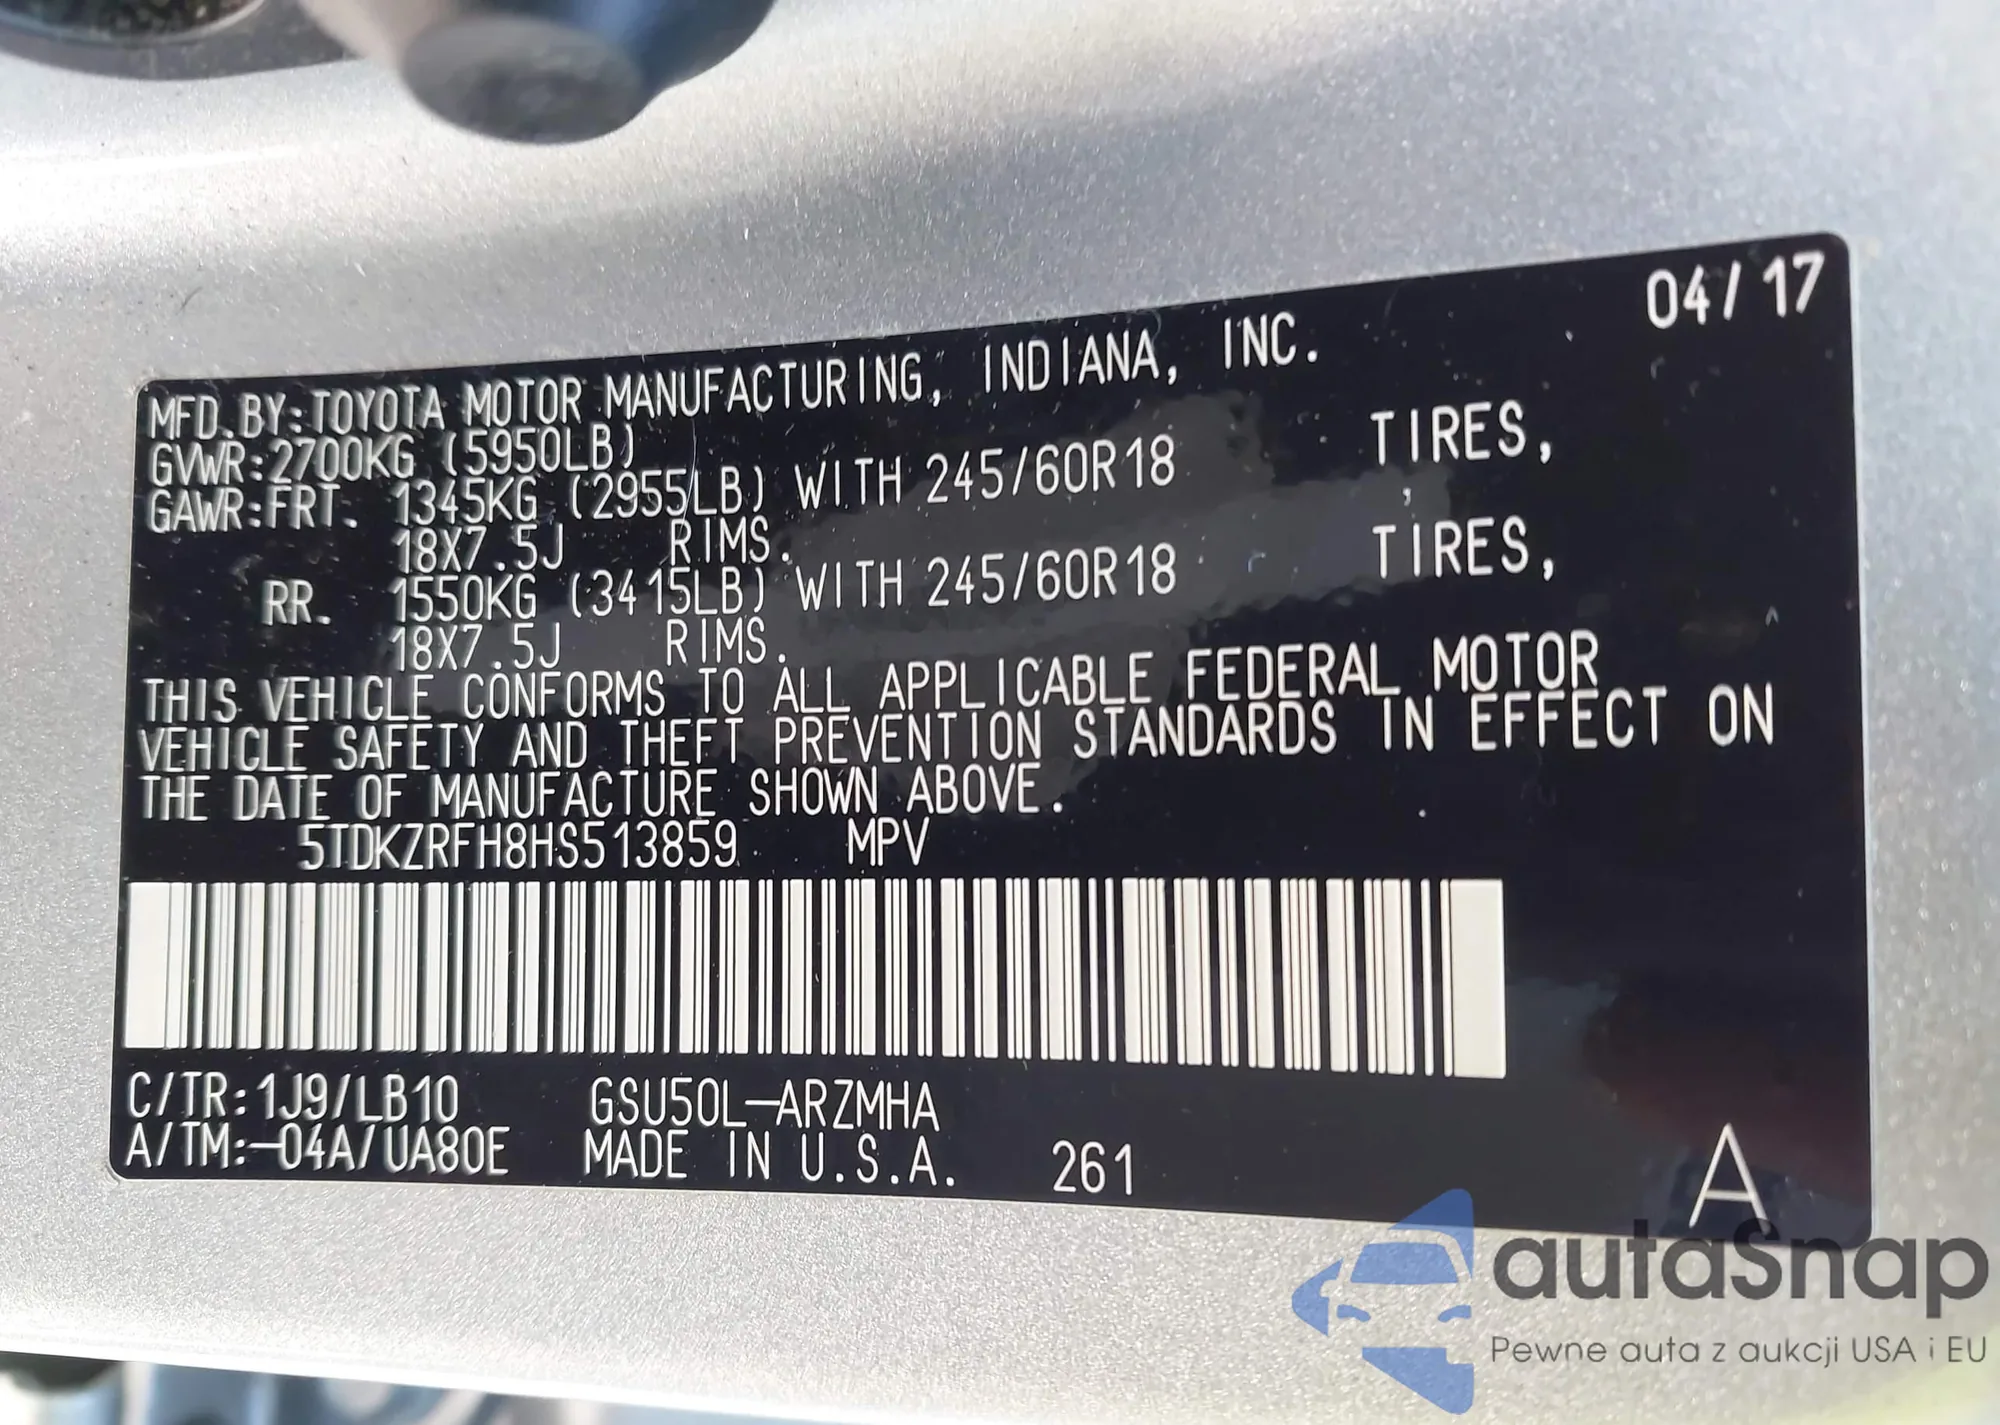 04/17
MFD.BY:TOYOTA MOTOR MANUFACTURING, INDIANA, INC.
GVWR:2700KG (5950LB)
GAWR:FRT. 1345KG (2955LB) WITH 245/60R18 TIRES,
18X7.5J RIMS.
RR. 1550KG (3415LB) WITH 245/60R18 TIRES,
18X7.5J RIMS.
THIS VEHICLE CONFORMS TO ALL APPLICABLE FEDERAL MOTOR
VEHICLE SAFETY AND THEFT PREVENTION STANDARDS IN EFFECT ON
THE DATE OF MANUFACTURE SHOWN ABOVE.
5TDKZRFH8HS513859 MPV
C/TR:1J9/LB10 GSU50L-ARZMHA
A/TM:-04A/UA80E MADE IN U.S.A. 261
A
autaSnap
Pewne auta z aukcji USA i EU